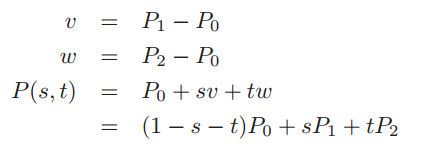 v = P₁ − P₀
w = P₂ − P₀
P(s, t) = P₀ + sv + tw
= (1 − s − t)P₀ + sP₁ + tP₂